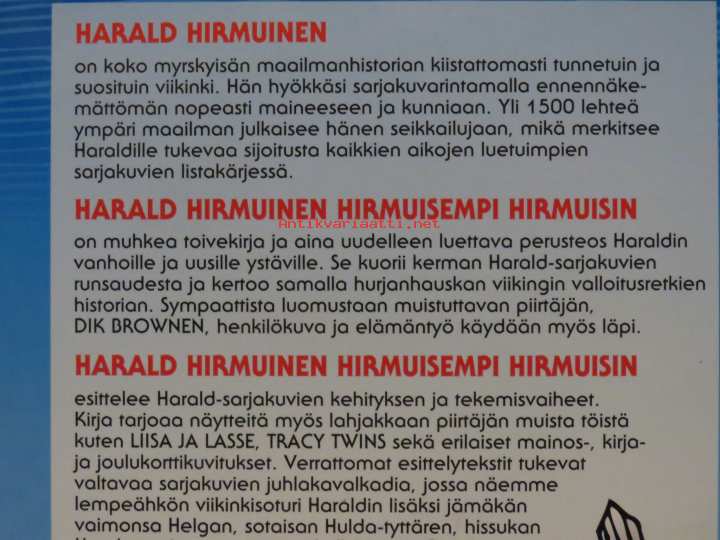 HARALD HIRMUINEN
on koko myrskyisän maailmanhistorian kiistattomasti tunnetuin ja
suosituin viikinki. Hän hyökkäsi sarjakuvarintamalla ennennäke-
mättömän nopeasti maineeseen ja kunniaan. Yli 1500 lehteä
ympäri maailman julkaisee hänen seikkailujaan, mikä merkitsee
Haraldille tukevaa sijoitusta kaikkien aikojen luetuimpien
sarjakuvien listakärjessä.
HARALD HIRMUINEN HIRMUISEMPI HIRMUISIN
Antikvariaatti.net
on muhkea toivekirja ja aina uudelleen luettava perusteos Haraldin
vanhoille ja uusille ystäville. Se kuorii kerman Harald-sarjakuvien
runsaudesta ja kertoo samalla hurjanhauskan viikingin valloitusretkien
historian. Sympaattista luomustaan muistuttavan piirtäjän,
DIK BROWNEN, henkilökuva ja elämäntyö käydään myös läpi.
HARALD HIRMUINEN HIRMUISEMPI HIRMUISIN
esittelee Harald-sarjakuvien kehityksen ja tekemisvaiheet.
Kirja tarjoaa näytteitä myös lahjakkaan piirtäjän muista töistä
kuten LIISA JA LASSE, TRACY TWINS sekä erilaiset mainos-, kirja-
ja joulukorttikuvitukset. Verrattomat esittelytekstit tukevat
valtavaa sarjakuvien juhlakavalkadia, jossa näemme
lempeähkön viikinkisoturi Haraldin lisäksi jämäkän
vaimonsa Helgan, sotaisan Hulda-tyttären, hissukan